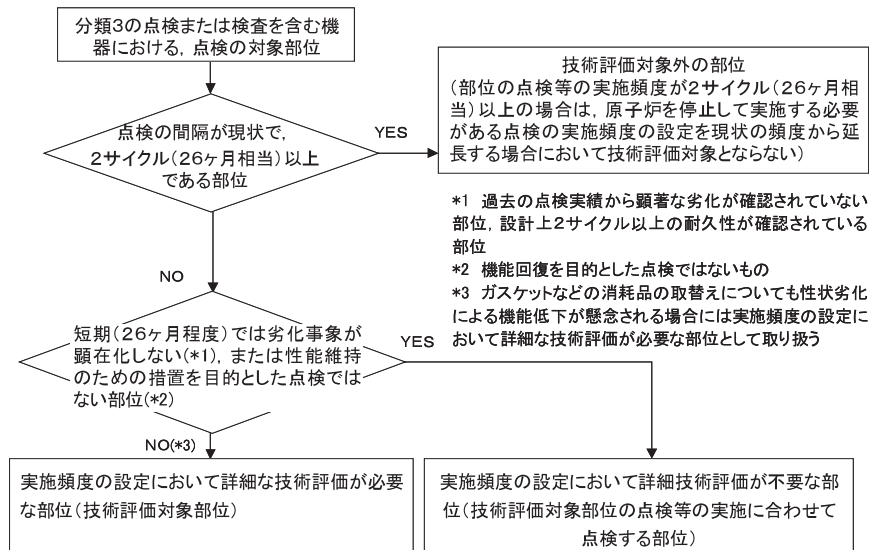 分類3の点検または検査を含む機
器における，点検の対象部位
点検の間隔が現状で，
2サイクル（26ヶ月相当）以上
である部位
YES
技術評価対象外の部位
（部位の点検等の実施頻度が2サイクル（26ヶ月相
当）以上の場合は，原子炉を停止して実施する必要
がある点検の実施頻度の設定を現状の頻度から延
長する場合において技術評価対象とならない）
*1 過去の点検実績から顕著な劣化が確認されていない
部位，設計上2サイクル以上の耐久性が確認されている
部位
*2 機能回復を目的とした点検ではないもの
*3 ガスケットなどの消耗品の取替えについても性状劣化
による機能低下が懸念される場合には実施頻度の設定に
おいて詳細な技術評価が必要な部位として取り扱う
NO
短期（26ヶ月程度）では劣化事象が
顕在化しない(*1)，または性能維持
のための措置を目的とした点検では
ない部位(*2)
YES
NO(*3)
実施頻度の設定において詳細な技術評価が必要
な部位（技術評価対象部位）
実施頻度の設定において詳細技術評価が不要な部
位（技術評価対象部位の点検等の実施に合わせて
点検する部位）